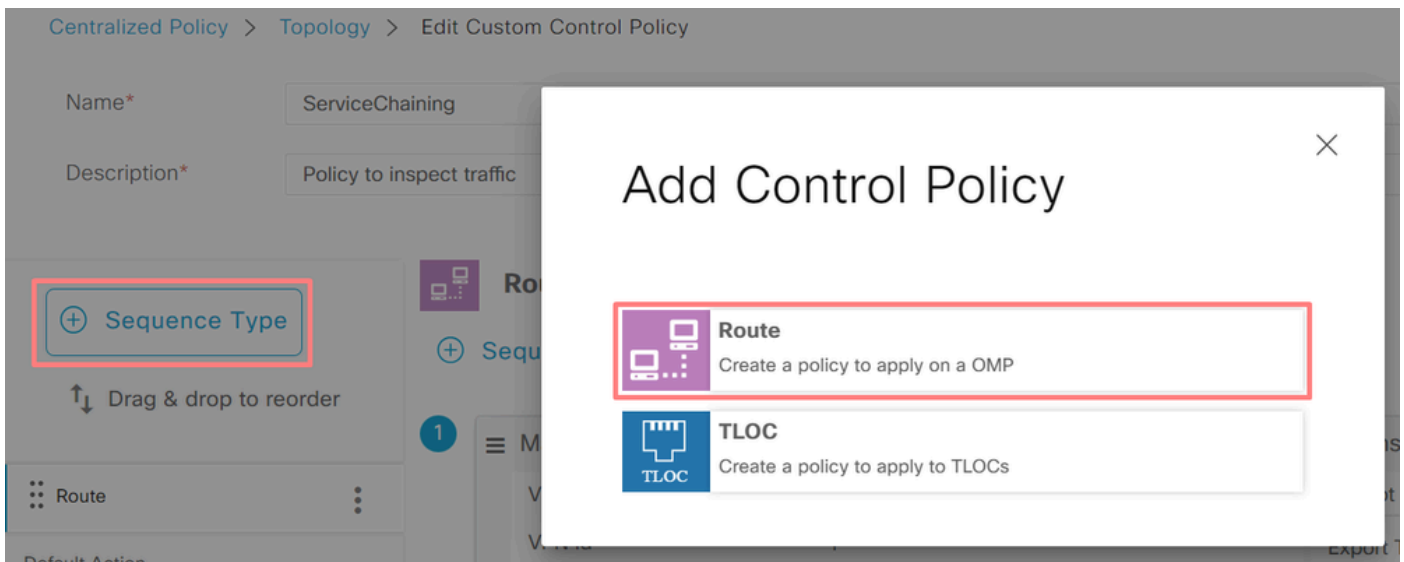 Centralized Policy > Topology > Edit Custom Control Policy
Name* ServiceChaining
Description* Policy to inspect traffic
Add Control Policy
Sequence Type
Drag & drop to reorder
Route
Default Action
Route
Create a policy to apply on a OMP
TLOC
TLOC
Create a policy to apply to TLOCs
1